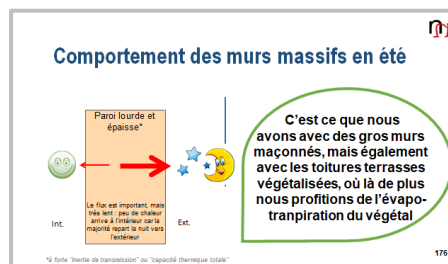 Comportement des murs massifs en été
Paroi lourde et
épaisse*
Le flux est important, mais
très lent : peu de chaleur
arrive à l'intérieur car la
majorité repart la nuit vers
l'extérieur
Int.
Ext.
C'est ce que nous
avons avec des gros murs
maçonnés, mais également
avec les toitures terrasses
végétalisées, où là de plus
nous profitions de l'évapo-
tranpiration du végétal
*à forte "inertie de transmission" ou "capacité thermique totale"
176